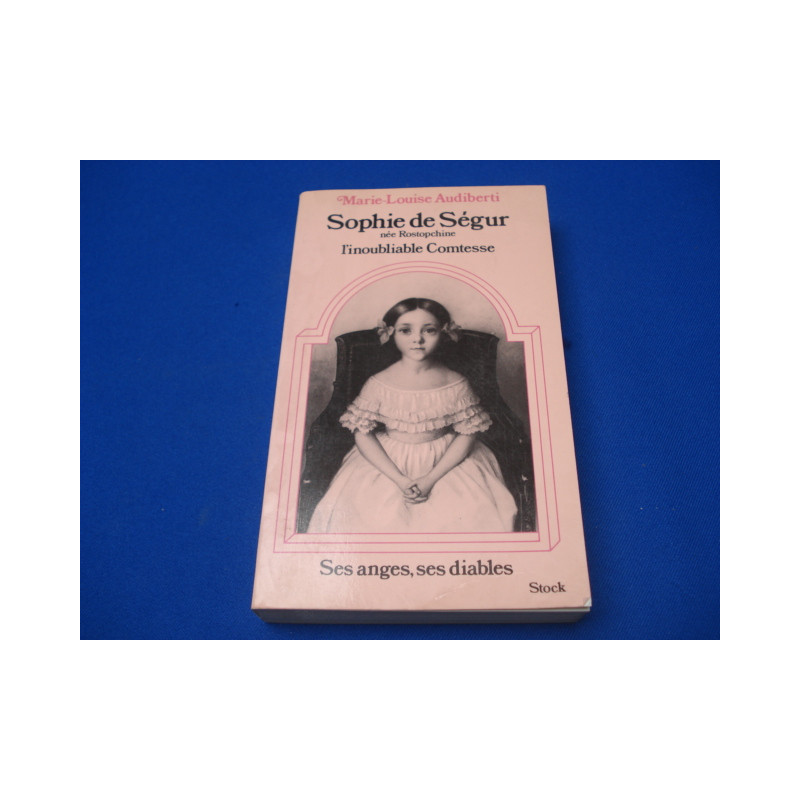 Marie-Louise Audiberti
Sophie de Ségur
née Rostopchine
l'inoubliable Comtesse
Ses anges, ses diables
Stock